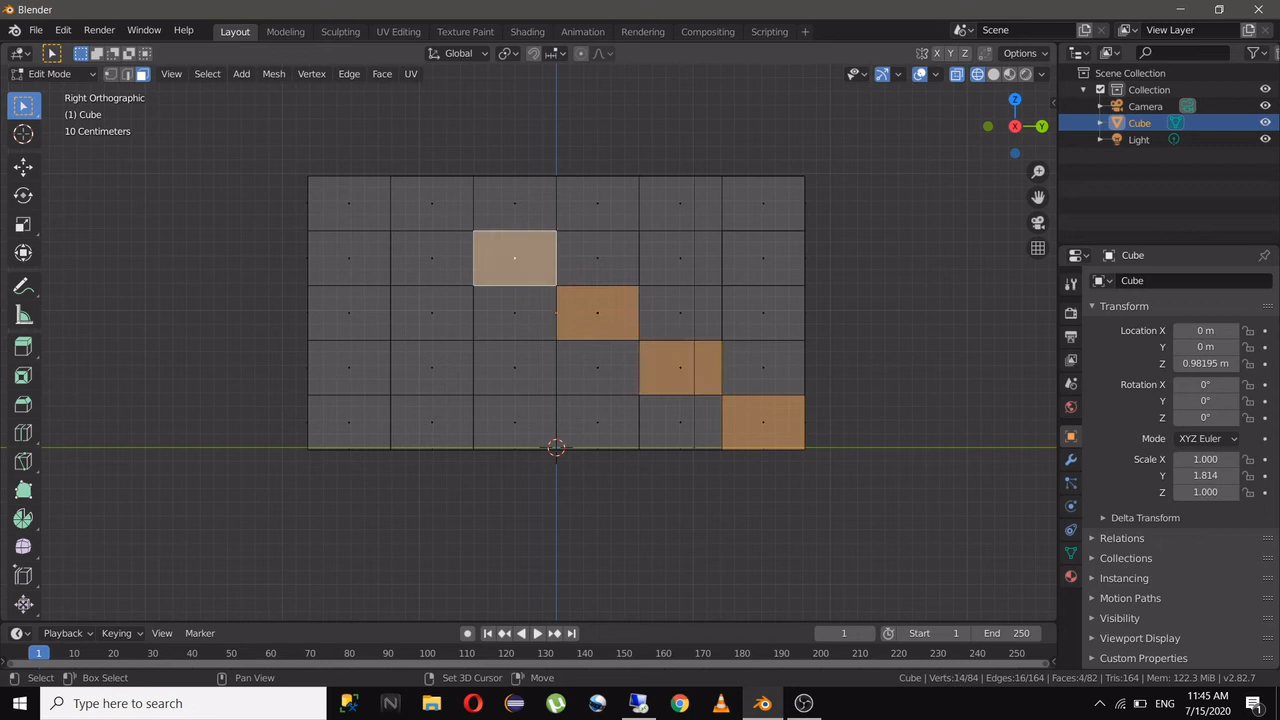 Blender
File Edit Render Window Help Layout Modeling Sculpting UV Editing Texture Paint Shading Animation Rendering Compositing Scripting + Scene View Layer
Global X Y Z Options
Edit Mode View Select Add Mesh Vertex Edge Face UV
Right Orthographic
(1) Cube
10 Centimeters
Z
X
Y
Scene Collection
Collection
Camera
Cube
Light
Cube
Cube
Transform
Location X 0 m
Y 0 m
Z 0.98195 m
Rotation X 0°
Y 0°
Z 0°
Mode XYZ Euler
Scale X 1.000
Y 1.814
Z 1.000
Delta Transform
Relations
Collections
Instancing
Motion Paths
Visibility
Viewport Display
Custom Properties
Playback Keying View Marker 1 Start 1 End 250
1 10 20 30 40 50 60 70 80 90 100 110 120 130 140 150 160 170 180 190 200 210 220 230 240 250
Select Box Select Pan View Set 3D Cursor Move Cube | Verts:14/84 | Edges:16/164 | Faces:4/82 | Tris:164 | Mem: 122.3 MiB | v2.82.7
Type here to search
ENG
11:45 AM
7/15/2020